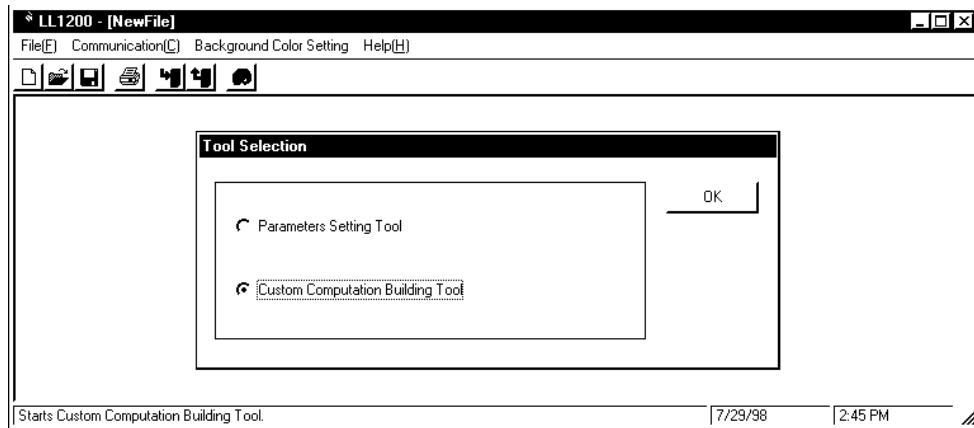 LL1200 - [NewFile]
File(F) Communication(C) Background Color Setting Help(H)
Tool Selection
OK
Parameters Setting Tool
Custom Computation Building Tool
Starts Custom Computation Building Tool. 7/29/98 2:45 PM